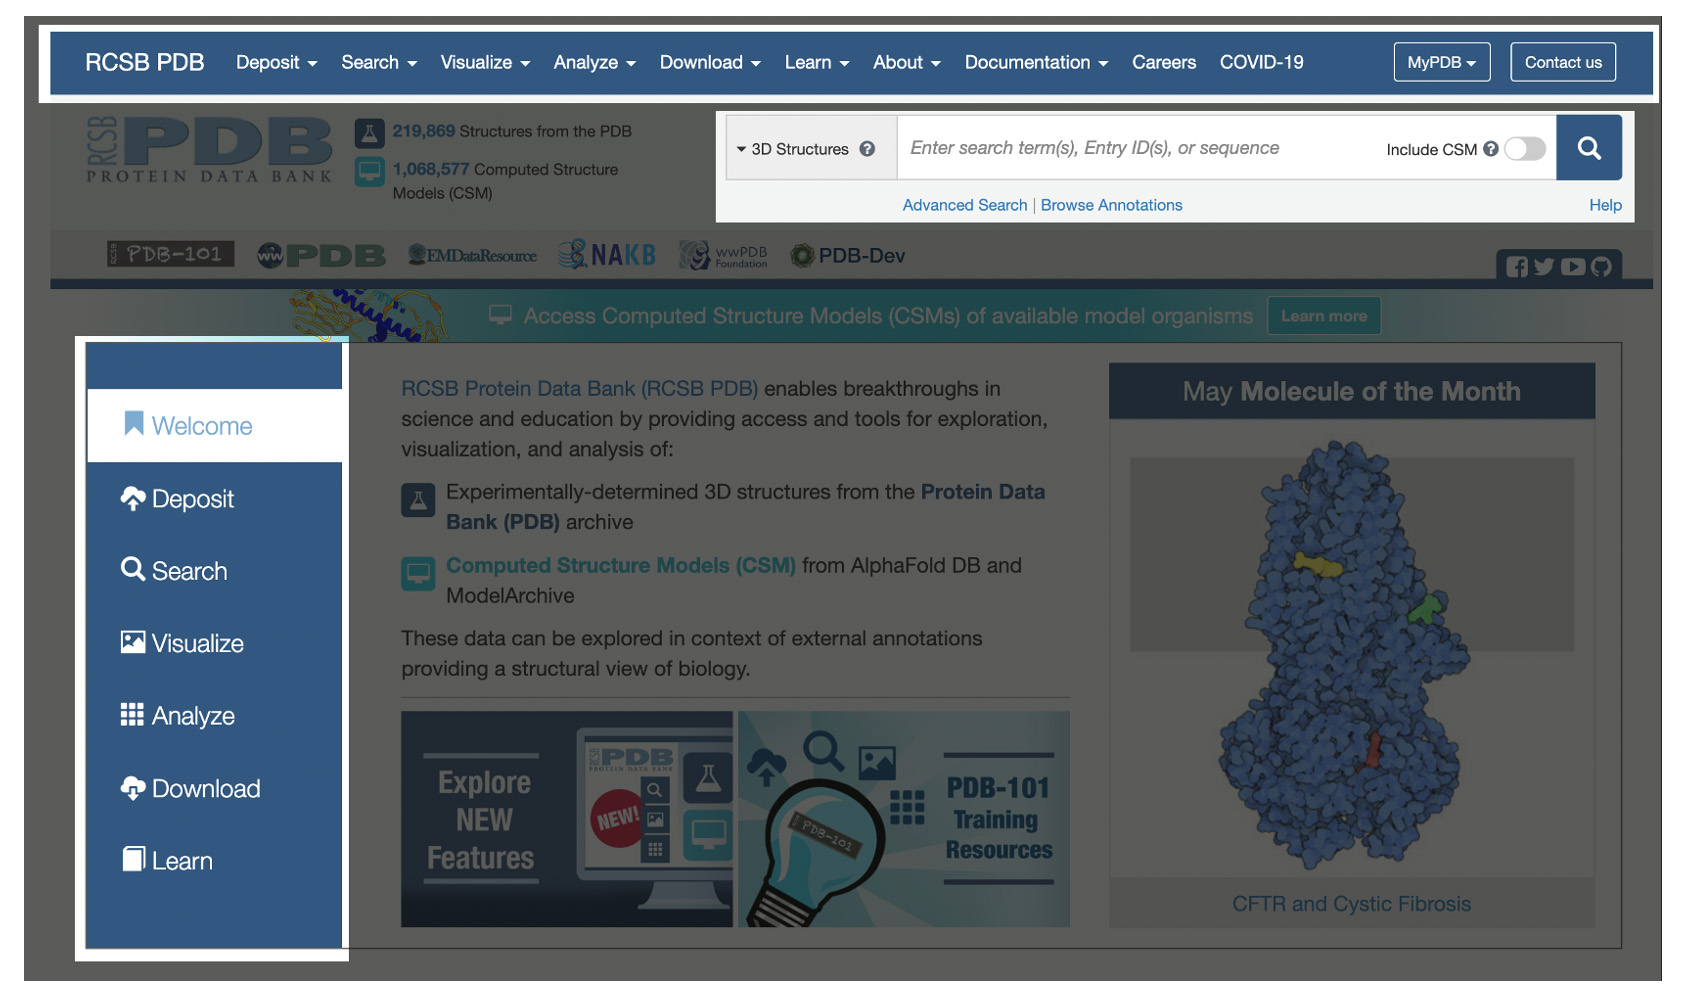 RCSB PDB Deposit Search Visualize Analyze Download Learn About Documentation Careers COVID-19 MyPDB Contact us
RCSB PDB
PROTEIN DATA BANK
219,869 Structures from the PDB
1,068,577 Computed Structure
Models (CSM)
3D Structures Enter search term(s), Entry ID(s), or sequence Include CSM
Advanced Search | Browse Annotations Help
RCSB PDB-101 wwPDB EMDataResource NAKB wwPDB Foundation PDB-Dev
Access Computed Structure Models (CSMs) of available model organisms Learn more
Welcome
Deposit
Search
Visualize
Analyze
Download
Learn
RCSB Protein Data Bank (RCSB PDB) enables breakthroughs in
science and education by providing access and tools for exploration,
visualization, and analysis of:
Experimentally-determined 3D structures from the Protein Data
Bank (PDB) archive
Computed Structure Models (CSM) from AlphaFold DB and
ModelArchive
These data can be explored in context of external annotations
providing a structural view of biology.
Explore
NEW
Features
RCSB PDB
PROTEIN DATA BANK
NEW!
PDB-101
PDB-101
Training
Resources
May Molecule of the Month
CFTR and Cystic Fibrosis